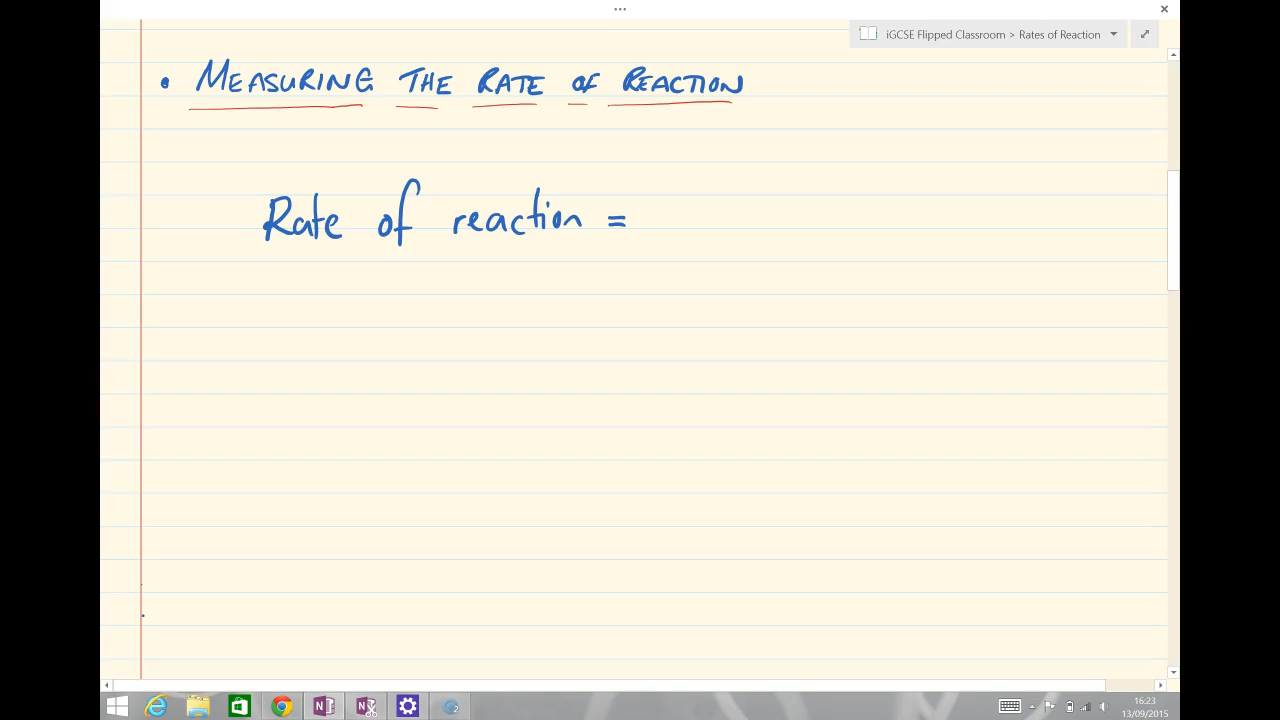 iGCSE Flipped Classroom > Rates of Reaction
• MEASURING THE RATE OF REACTION
Rate of reaction =
16:23
13/09/2015